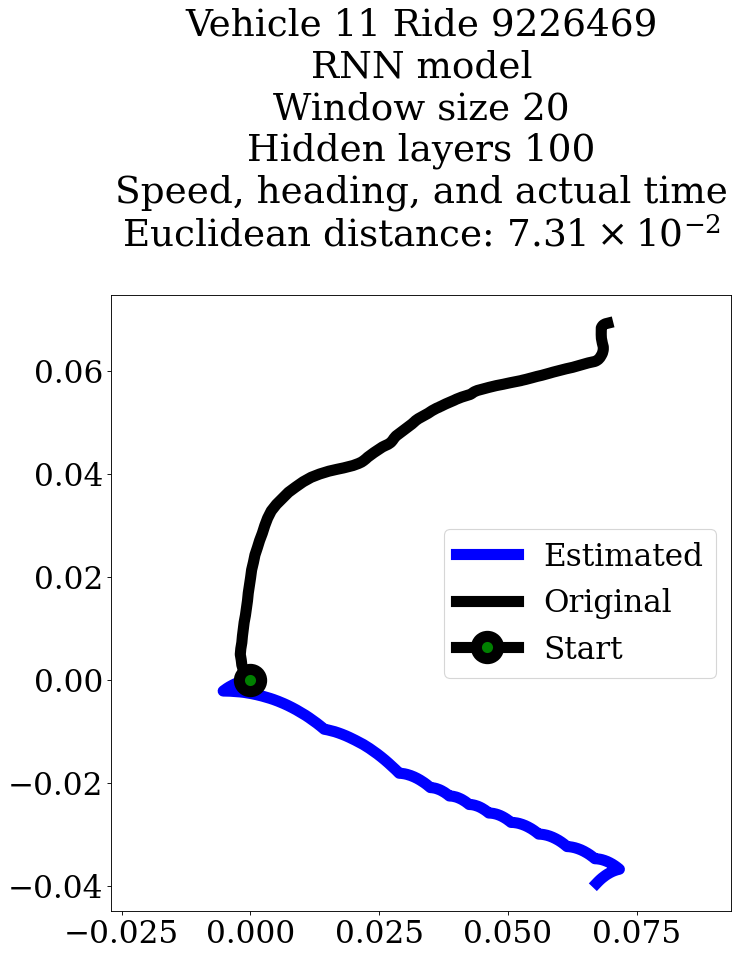 Vehicle 11 Ride 9226469
RNN model
Window size 20
Hidden layers 100
Speed, heading, and actual time
Euclidean distance: 7.31 × 10⁻²
0.06
0.04
0.02
0.00
−0.02
−0.04
Estimated
Original
Start
−0.025 0.000 0.025 0.050 0.075